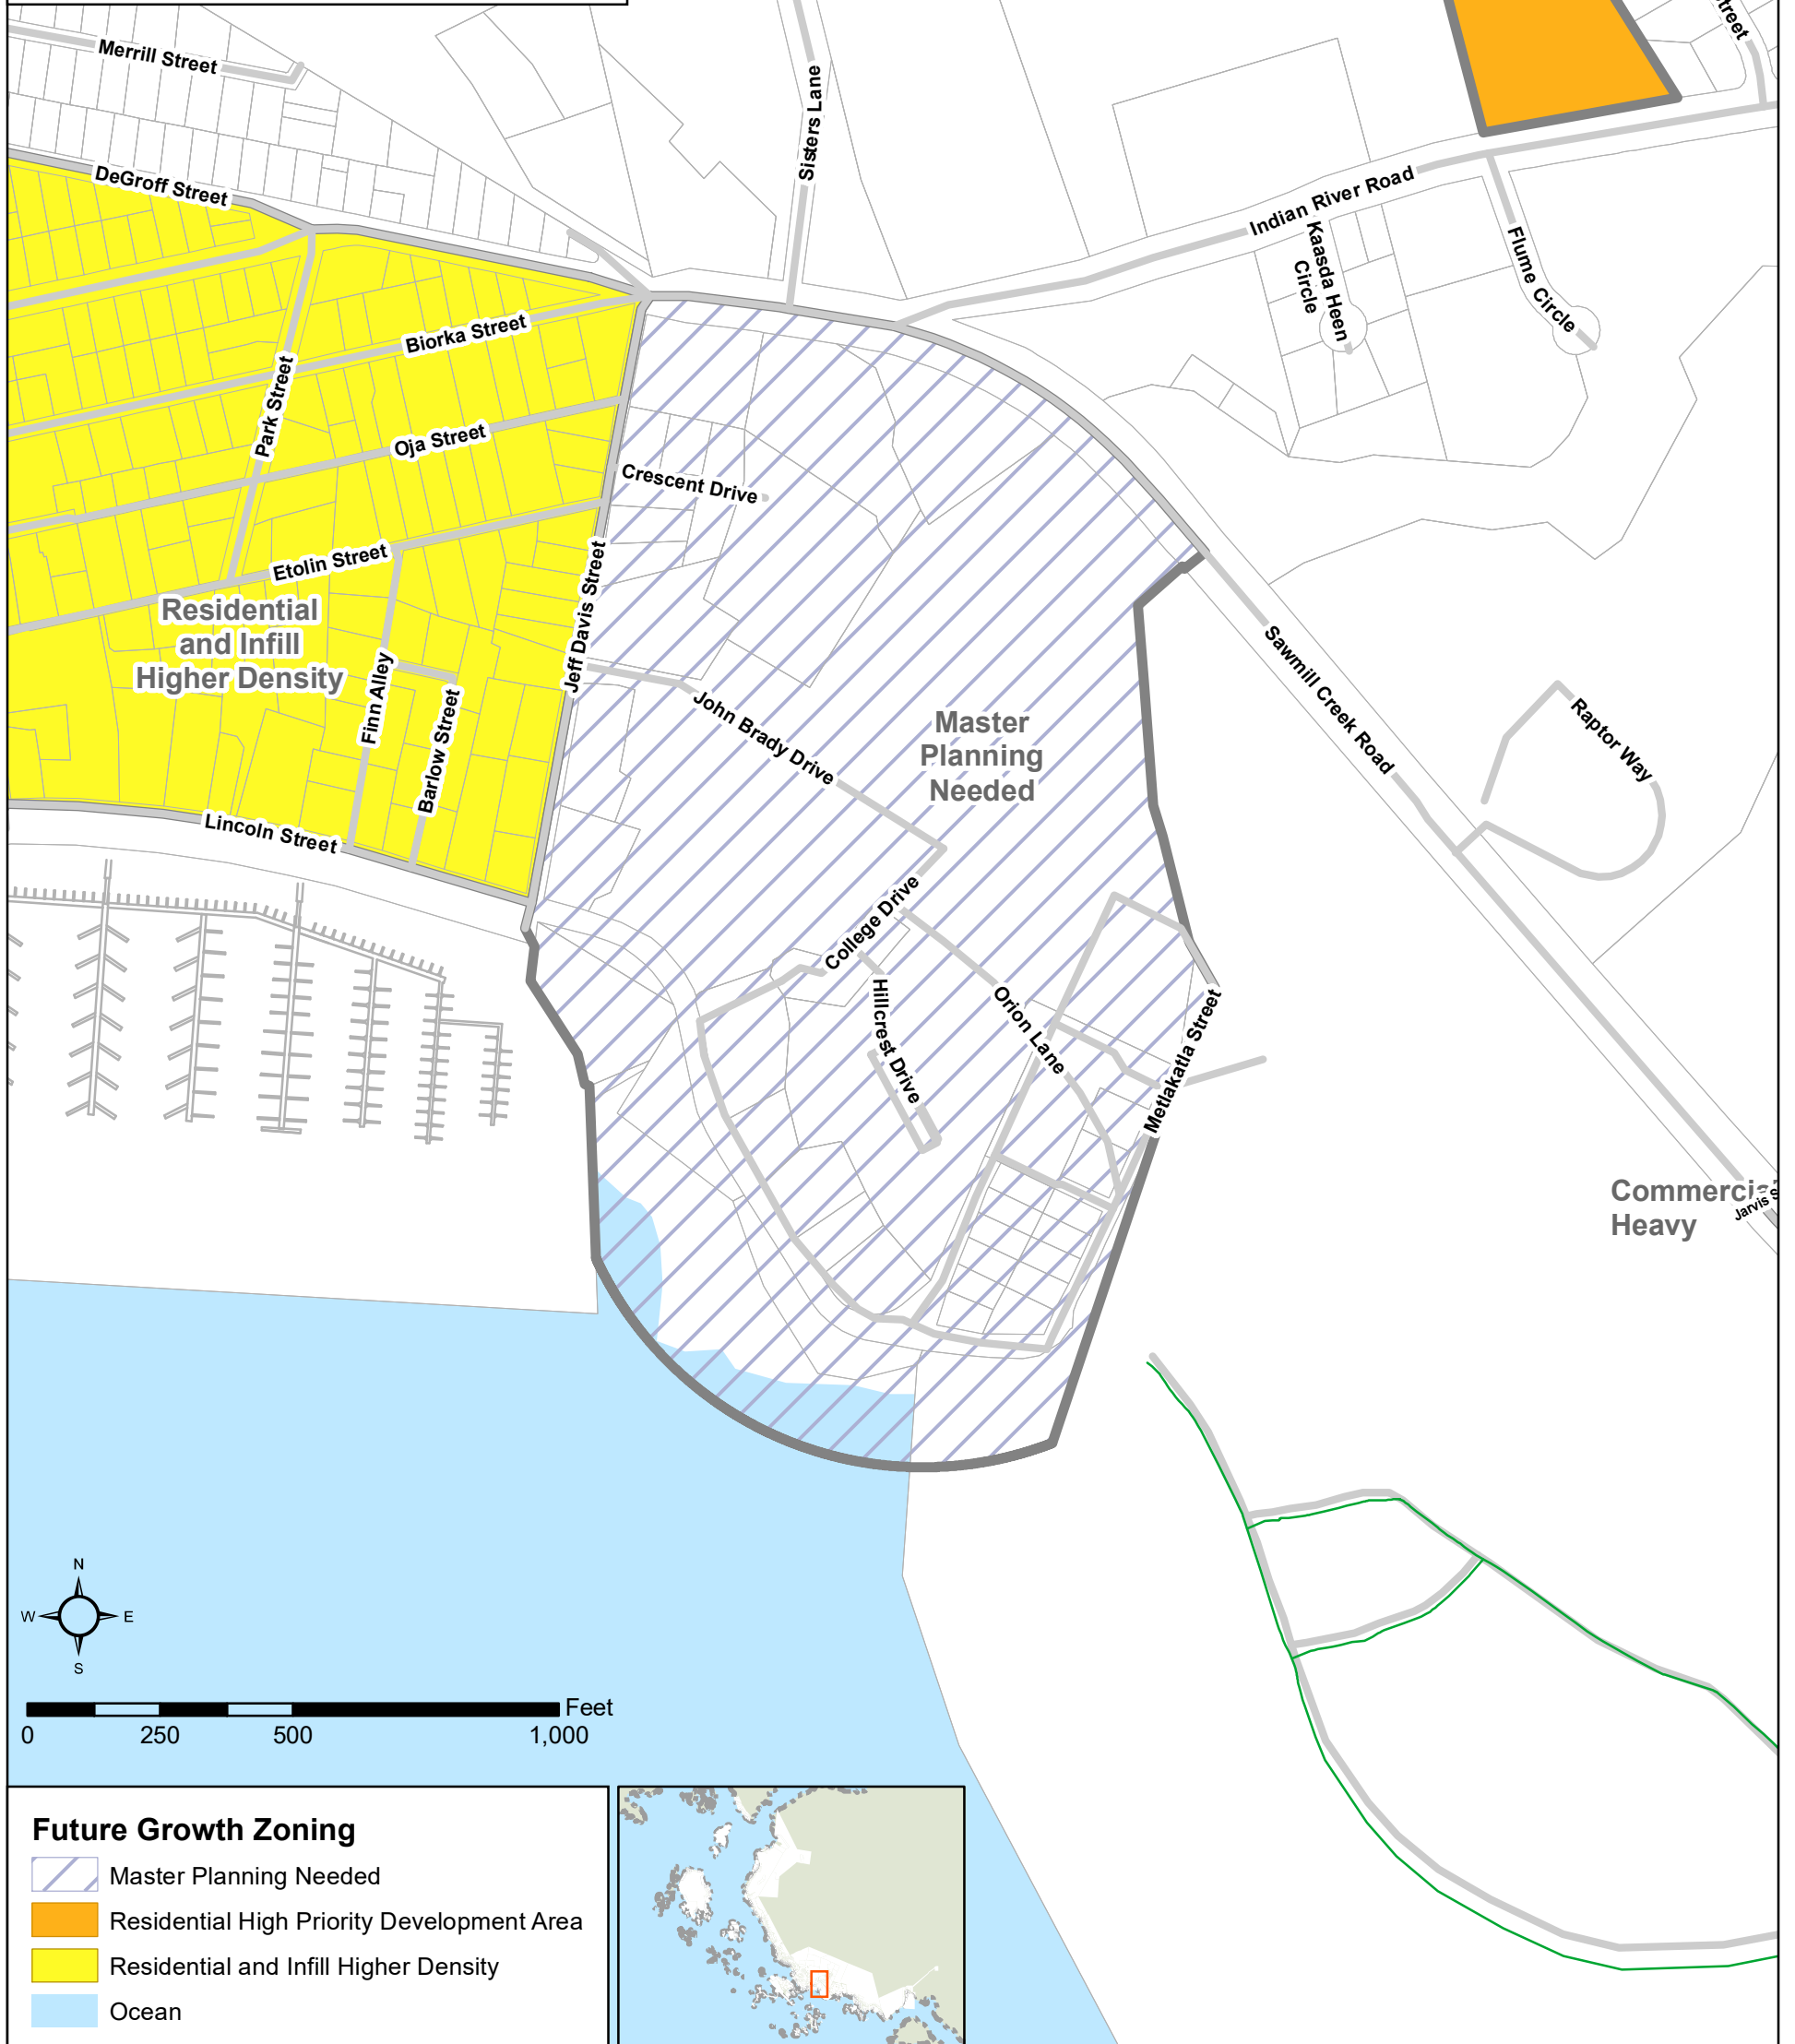 Merrill Street
DeGroff Street
Sisters Lane
Indian River Road
Kaasda Heen
Circle
Flume Circle
Biorka Street
Park Street
Oja Street
Crescent Drive
Etolin Street
Jeff Davis Street
Residential
and Infill
Higher Density
Finn Alley
Barlow Street
Lincoln Street
John Brady Drive
Master
Planning
Needed
Sawmill Creek Road
Raptor Way
College Drive
Hillcrest Drive
Orion Lane
Metlakatla Street
Heavy
Jarvis
N
W
E
S
Feet
0
250
500
1,000
Future Growth Zoning
Master Planning Needed
Residential High Priority Development Area
Residential and Infill Higher Density
Ocean